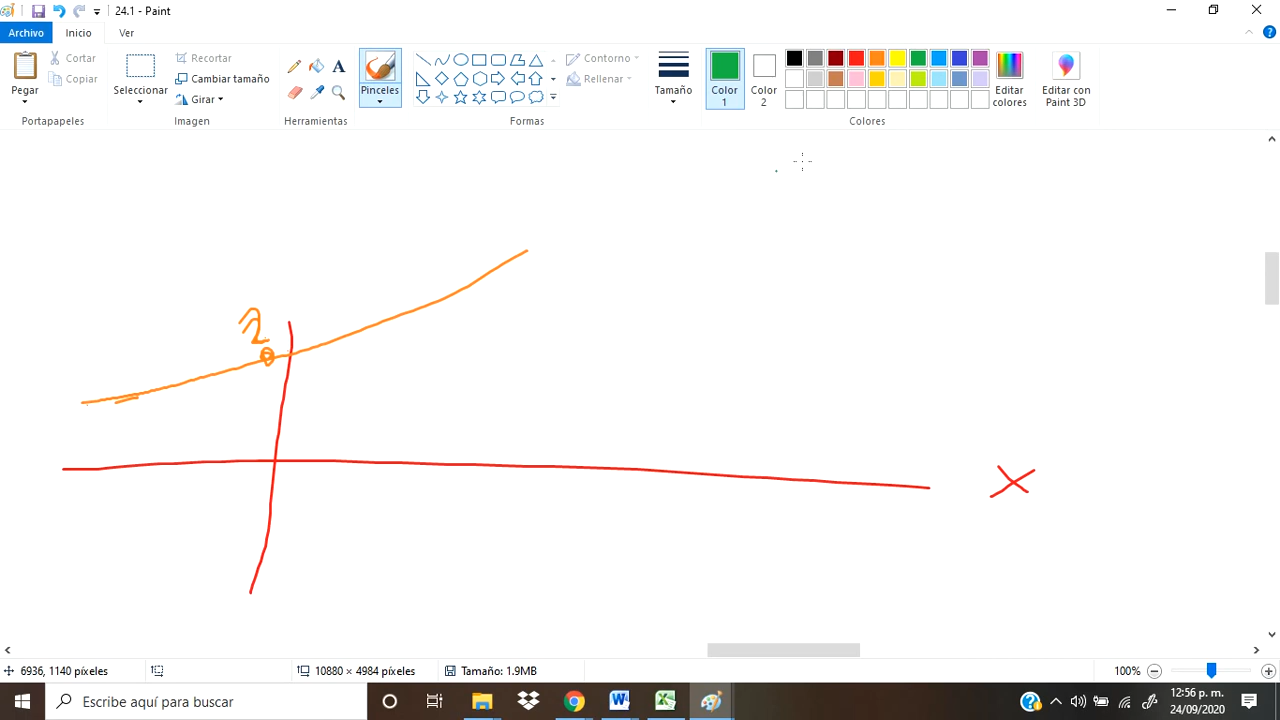 24.1 - Paint
Archivo
Inicio
Ver
Pegar
Cortar
Copiar
Portapapeles
Seleccionar
Recortar
Cambiar tamaño
Girar
Imagen
A
Herramientas
Pinceles
Formas
Contorno
Rellenar
Tamaño
Color 1
Color 2
Editar colores
Editar con Paint 3D
Colores
2
x
6936, 1140 píxeles
10880 × 4984 píxeles
Tamaño: 1.9MB
100%
Escribe aquí para buscar
12:56 p. m.
24/09/2020